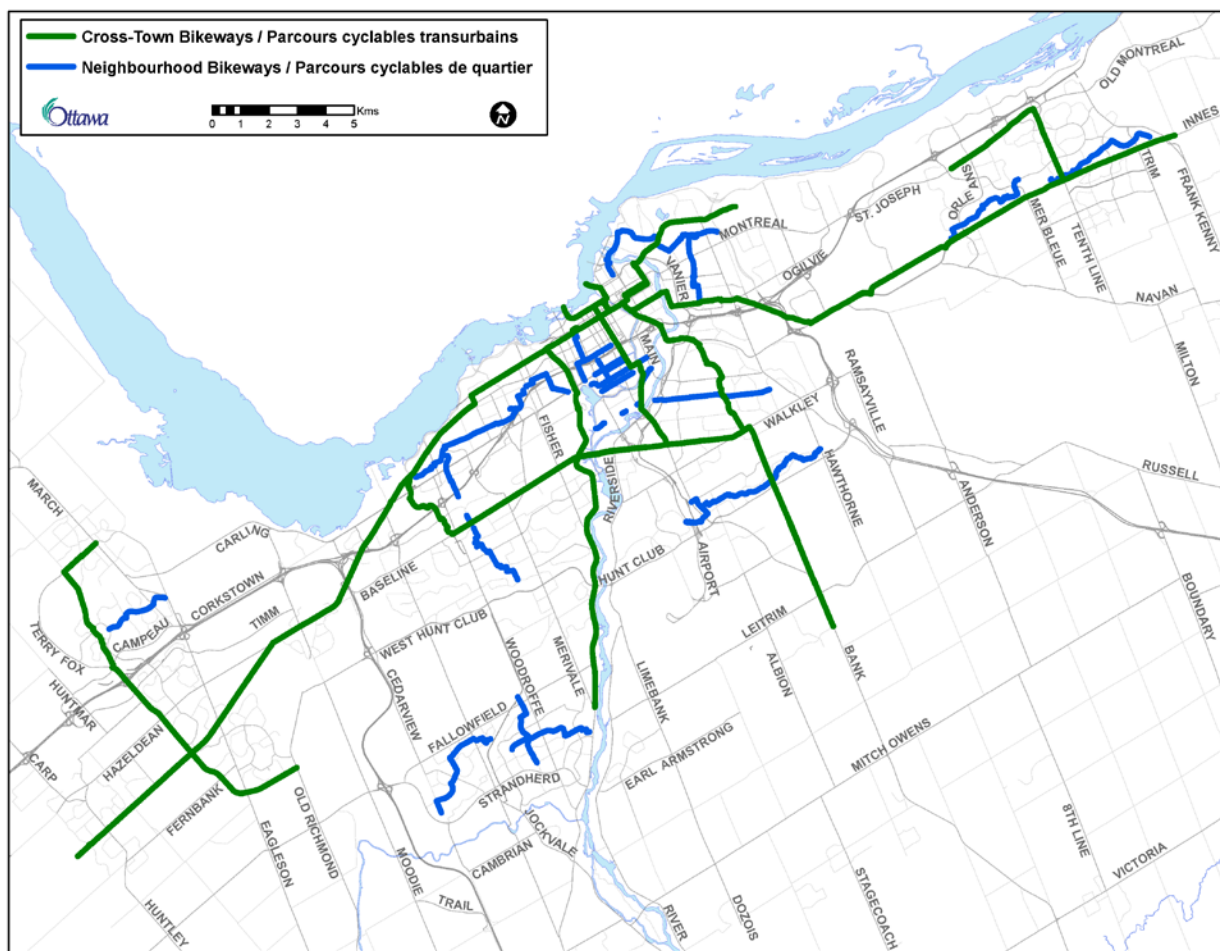 Cross-Town Bikeways / Parcours cyclables transurbains
Neighbourhood Bikeways / Parcours cyclables de quartier
Ottawa
Kms
0 1 2 3 4 5
N
OLD MONTREAL
INNES
TRIM
FRANK KENNY
ORLEANS
ST. JOSEPH
MER BLEUE
TENTH LINE
MONTREAL
VANIER
OGILVIE
NAVAN
MILTON
MAIN
RAMSAYVILLE
WALKLEY
FISHER
HAWTHORNE
RUSSELL
ANDERSON
RIVERSIDE
MARCH
CARLING
CORKSTOWN
BASELINE
HUNT CLUB
AIRPORT
BOUNDARY
TIMM
CAMPEAU
TERRY FOX
WEST HUNT CLUB
LEITRIM
WOODROFFE
MERIVALE
LIMEBANK
ALBION
BANK
HUNTMAR
CEDARVIEW
FALLOWFIELD
HAZELDEAN
CARP
STRANDHERD
EARL ARMSTRONG
MITCH OWENS
FERNBANK
OLD RICHMOND
EAGLESON
JOCKVALE
CAMBRIAN
MOODIE
8TH LINE
VICTORIA
TRAIL
HUNTLEY
RIVER
DOZOIS
STAGECOACH